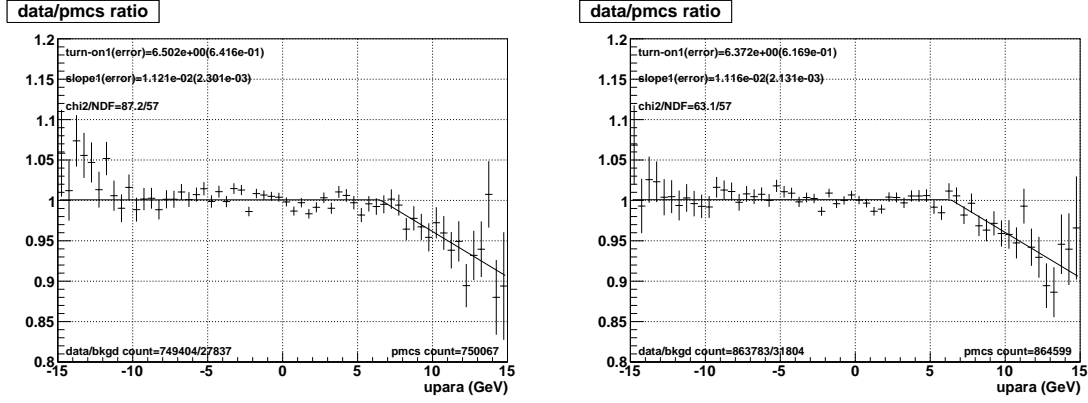 data/pmcs ratio
1.2
turn-on1(error)=6.502e+00(6.416e-01)
1.15
slope1(error)=1.121e-02(2.301e-03)
chi2/NDF=87.2/57
1.1
1.05
1
0.95
0.9
0.85
data/bkgd count=749404/27837 pmcs count=750067
0.8
-15 -10 -5 0 5 10 15
upara (GeV)
data/pmcs ratio
1.2
turn-on1(error)=6.372e+00(6.169e-01)
1.15
slope1(error)=1.116e-02(2.131e-03)
chi2/NDF=63.1/57
1.1
1.05
1
0.95
0.9
0.85
data/bkgd count=863783/31804 pmcs count=864599
0.8
-15 -10 -5 0 5 10 15
upara (GeV)